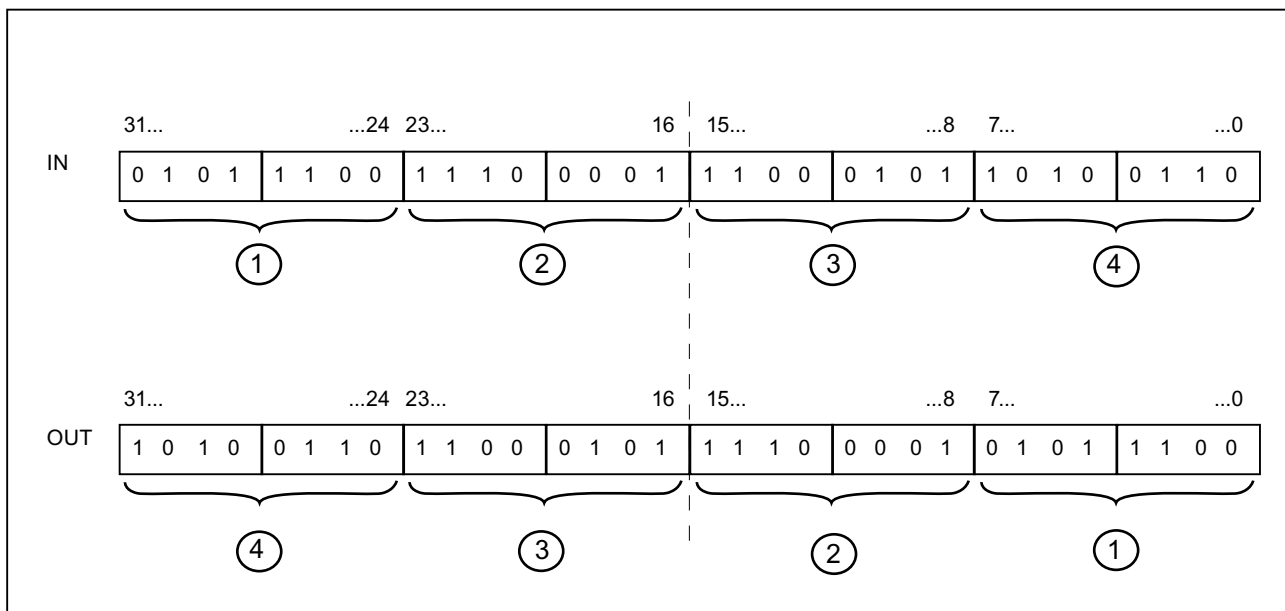 31... ...24 23... 16 15... ...8 7... ...0
IN 0 1 0 1 1 1 0 0 1 1 1 0 0 0 0 1 1 1 0 0 0 1 0 1 1 0 1 0 0 1 1 0
1 2 3 4
31... ...24 23... 16 15... ...8 7... ...0
OUT 1 0 1 0 0 1 1 0 1 1 0 0 0 1 0 1 1 1 1 0 0 0 0 1 0 1 0 1 1 1 0 0
4 3 2 1